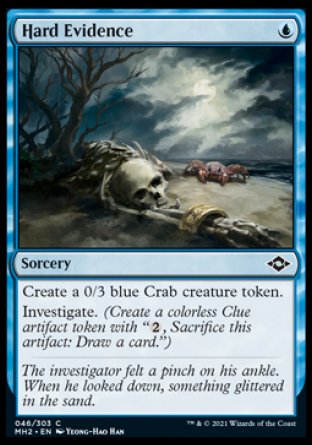 Hard Evidence
Sorcery
Create a 0/3 blue Crab creature token.
Investigate. (Create a colorless Clue
artifact token with “2, Sacrifice this
artifact: Draw a card.”)
The investigator felt a pinch on his ankle.
When he looked down, something glittered
in the sand.
046/303 C
MH2 • EN Yeong-Hao Han
™ & © 2021 Wizards of the Coast